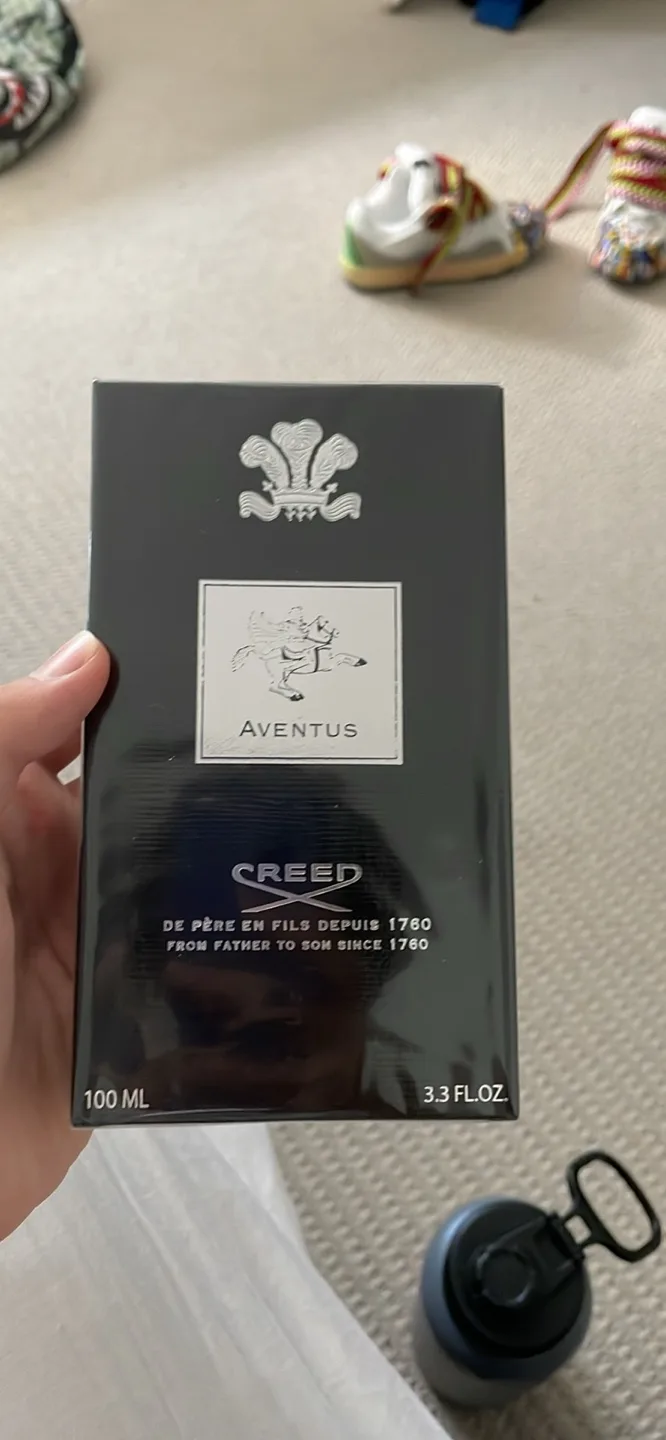 AVENTUS
CREED
DE PÈRE EN FILS DEPUIS 1760
FROM FATHER TO SON SINCE 1760
100 ML
3.3 FL.OZ.